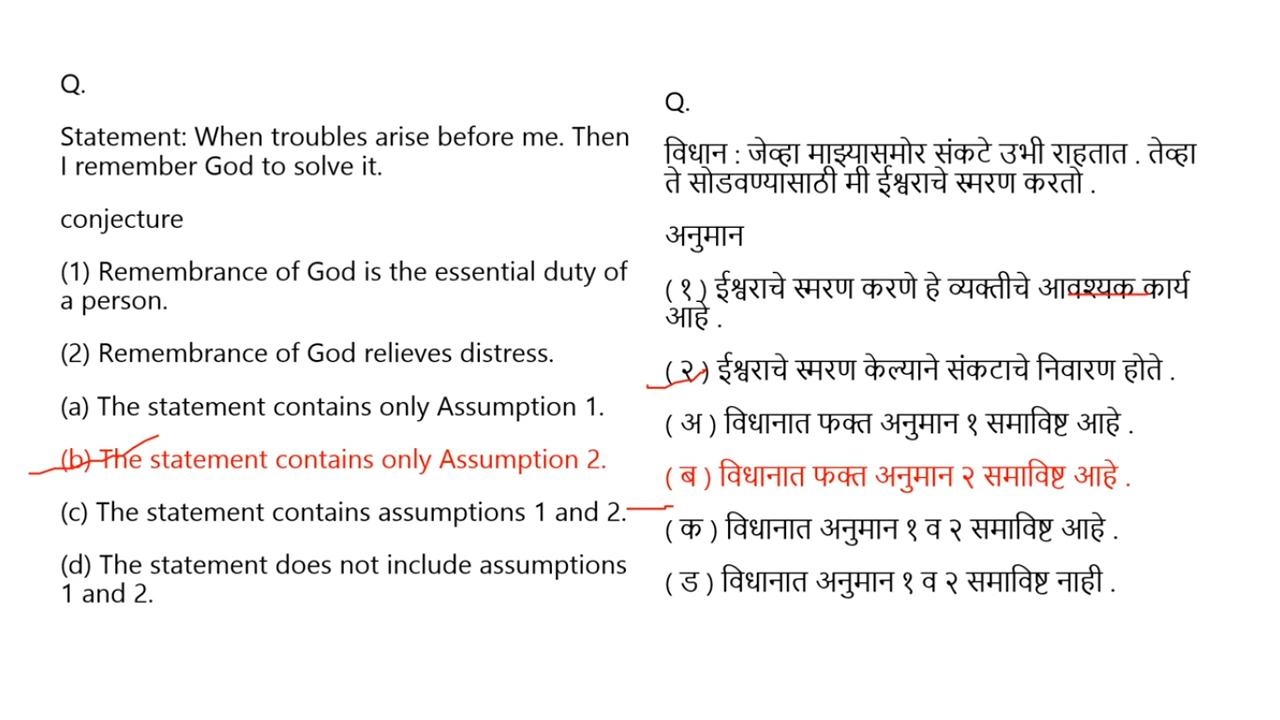 Q.
Statement: When troubles arise before me. Then
I remember God to solve it.
conjecture
(1) Remembrance of God is the essential duty of
a person.
(2) Remembrance of God relieves distress.
(a) The statement contains only Assumption 1.
(b) The statement contains only Assumption 2.
(c) The statement contains assumptions 1 and 2.
(d) The statement does not include assumptions
1 and 2.
Q.
विधान : जेव्हा माझ्यासमोर संकटे उभी राहतात . तेव्हा
ते सोडवण्यासाठी मी ईश्वराचे स्मरण करतो .
अनुमान
( १ ) ईश्वराचे स्मरण करणे हे व्यक्तीचे आवश्यक कार्य
आहे .
( २ ) ईश्वराचे स्मरण केल्याने संकटाचे निवारण होते .
( अ ) विधानात फक्त अनुमान १ समाविष्ट आहे .
( ब ) विधानात फक्त अनुमान २ समाविष्ट आहे .
( क ) विधानात अनुमान १ व २ समाविष्ट आहे .
( ड ) विधानात अनुमान १ व २ समाविष्ट नाही .